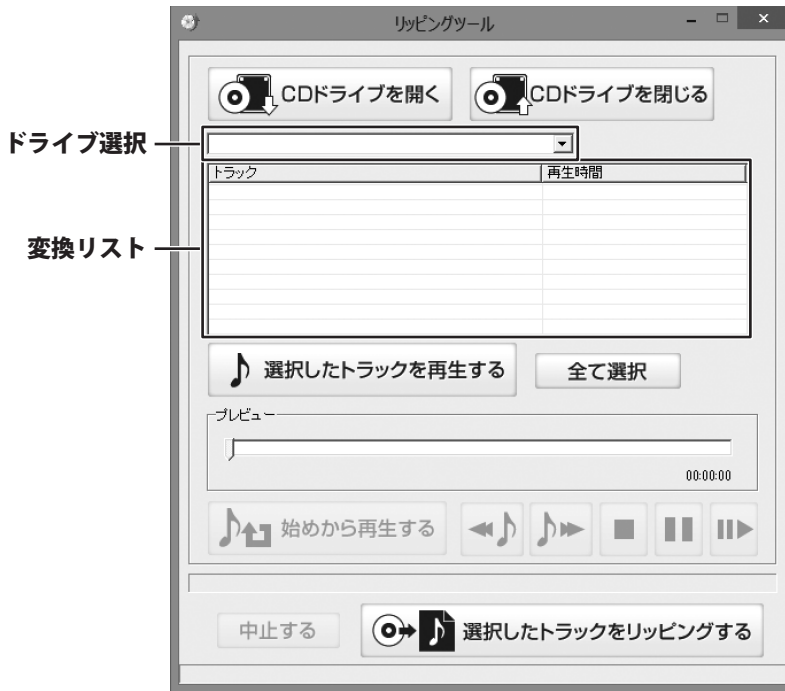 リッピングツール
CDドライブを開く
CDドライブを閉じる
ドライブ選択
トラック
再生時間
変換リスト
選択したトラックを再生する
全て選択
プレビュー
00:00:00
始めから再生する
中止する
選択したトラックをリッピングする